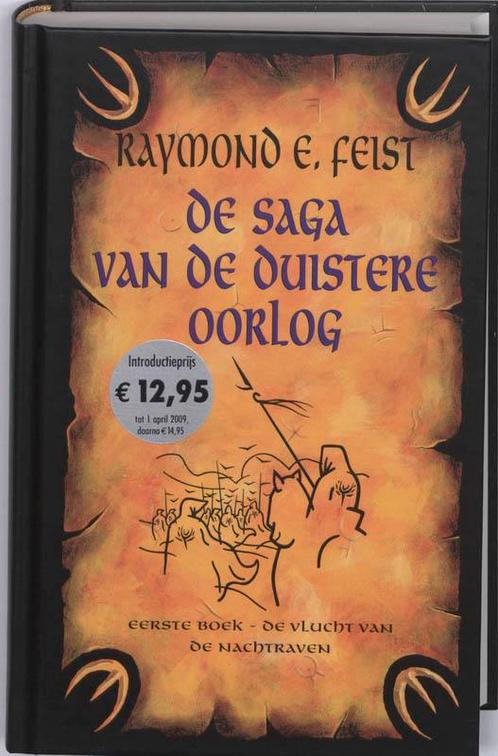 RAYMOND E. FEIST
DE SAGA
VAN DE DUISTERE
OORLOG
Introductieprijs
€ 12,95
tot 1 april 2009,
daarna € 14,95
EERSTE BOEK - DE VLUCHT VAN
DE NACHTRAVEN